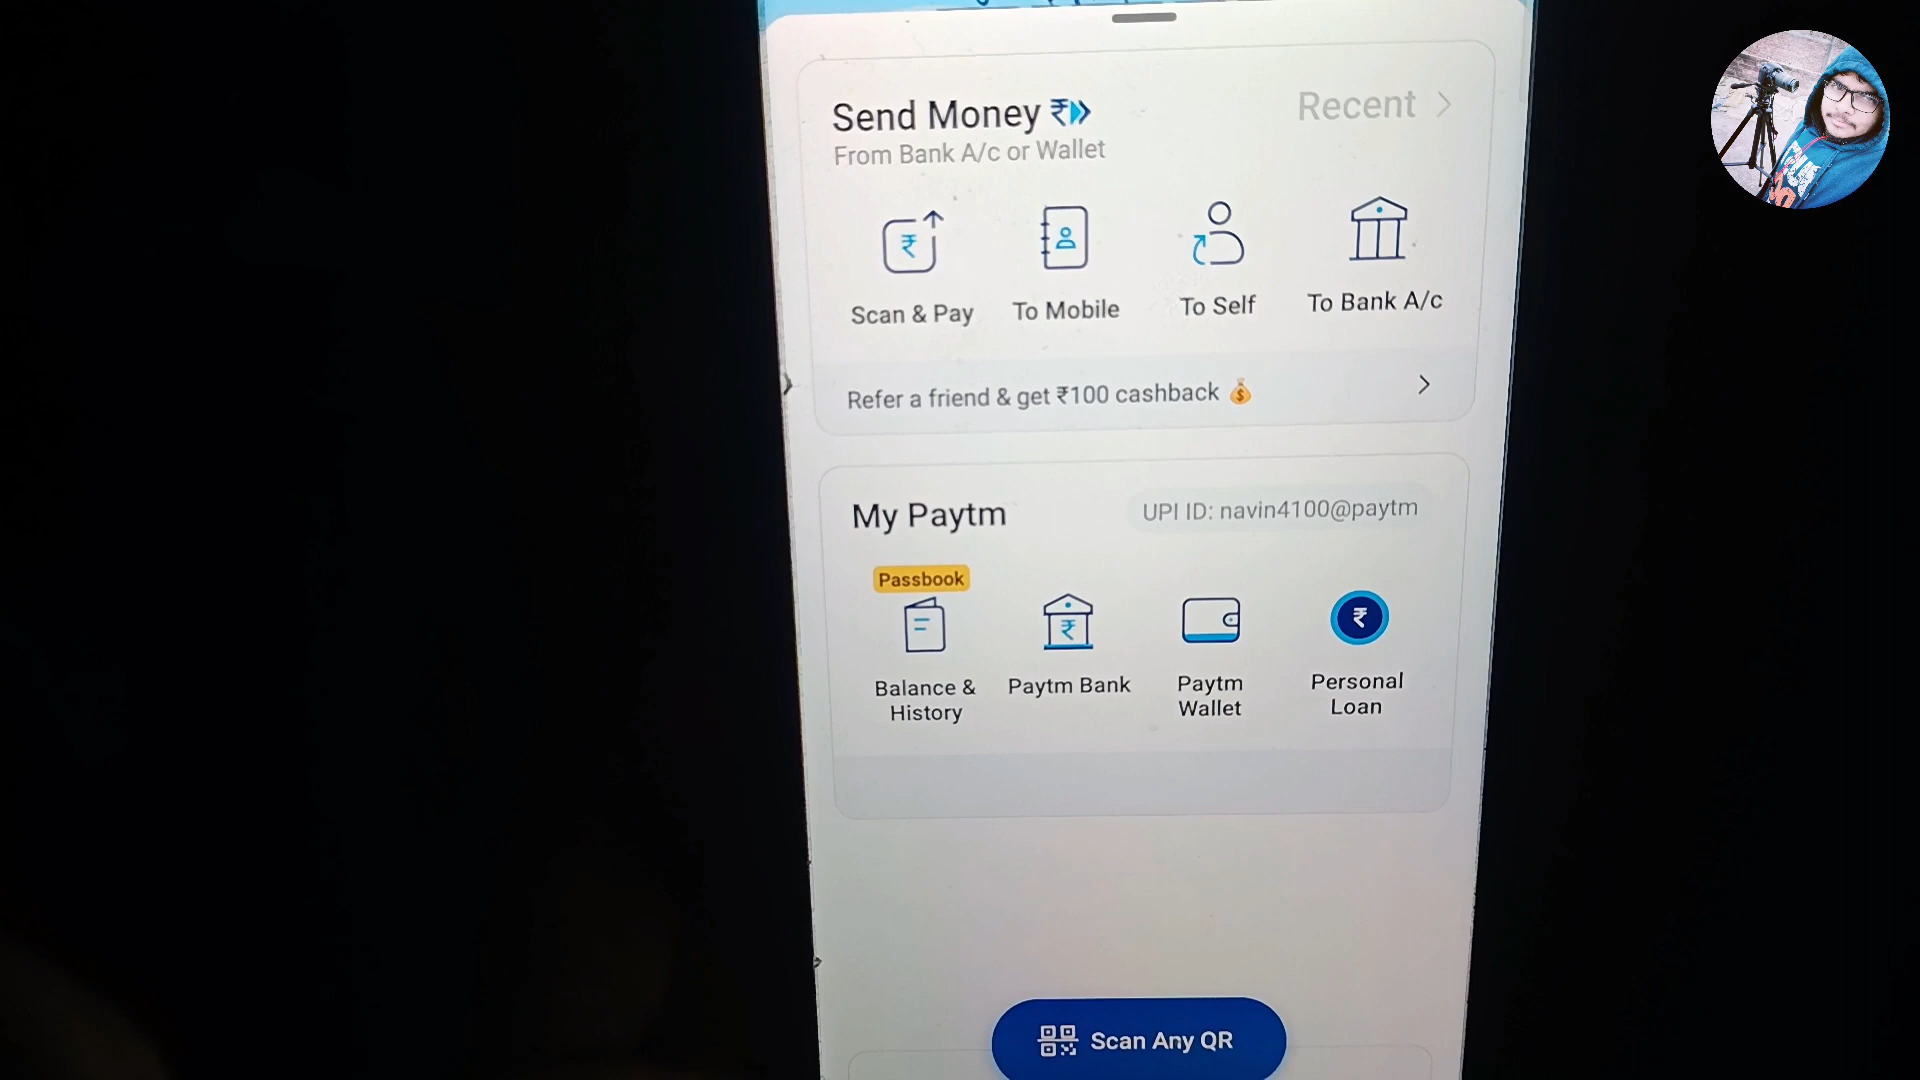 Send Money ₹
Recent
From Bank A/c or Wallet
₹
Scan & Pay
To Mobile
To Self
To Bank A/c
Refer a friend & get ₹100 cashback
My Paytm
UPI ID: navin4100@paytm
Passbook
₹
₹
Balance & History
Paytm Bank
Paytm Wallet
Personal Loan
Scan Any QR